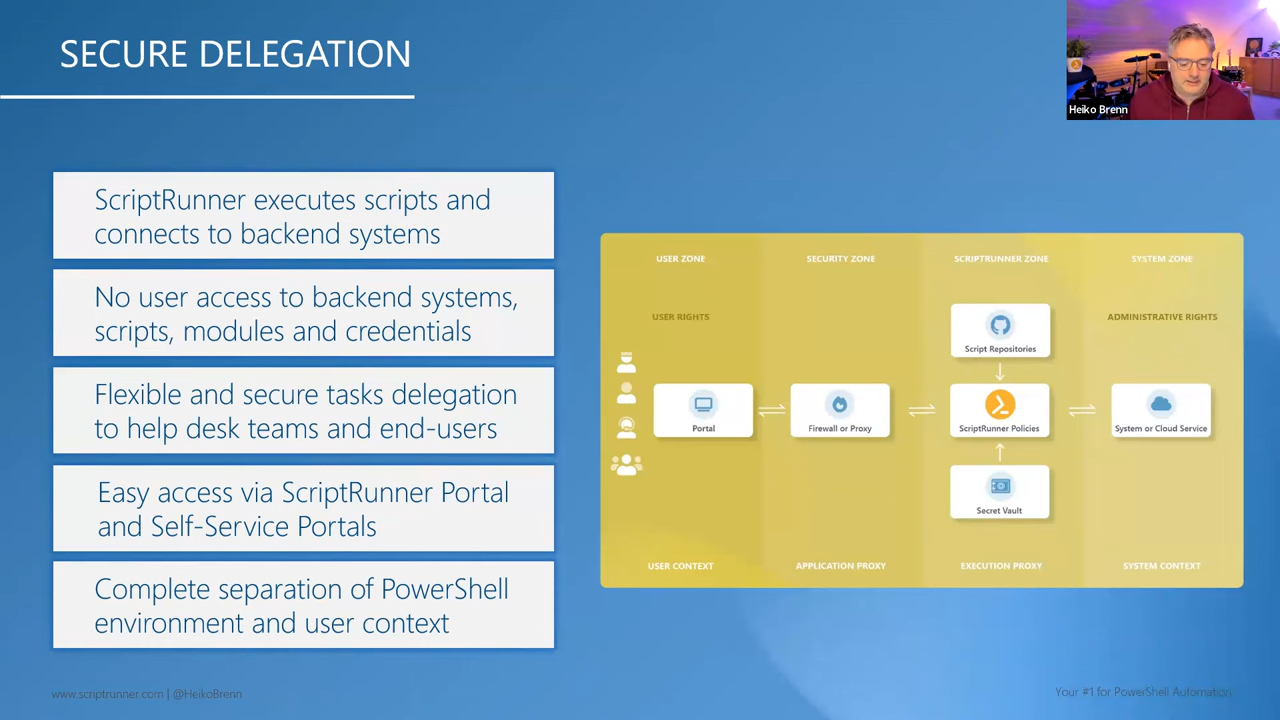 SECURE DELEGATION
Heiko Brenn
ScriptRunner executes scripts and
connects to backend systems
No user access to backend systems,
scripts, modules and credentials
Flexible and secure tasks delegation
to help desk teams and end-users
Easy access via ScriptRunner Portal
and Self-Service Portals
Complete separation of PowerShell
environment and user context
USER ZONE
SECURITY ZONE
SCRIPTRUNNER ZONE
SYSTEM ZONE
USER RIGHTS
ADMINISTRATIVE RIGHTS
Script Repositories
Portal
Firewall or Proxy
ScriptRunner Policies
System or Cloud Service
Secret Vault
USER CONTEXT
APPLICATION PROXY
EXECUTION PROXY
SYSTEM CONTEXT
www.scriptrunner.com | @HeikoBrenn
Your #1 for PowerShell Automation